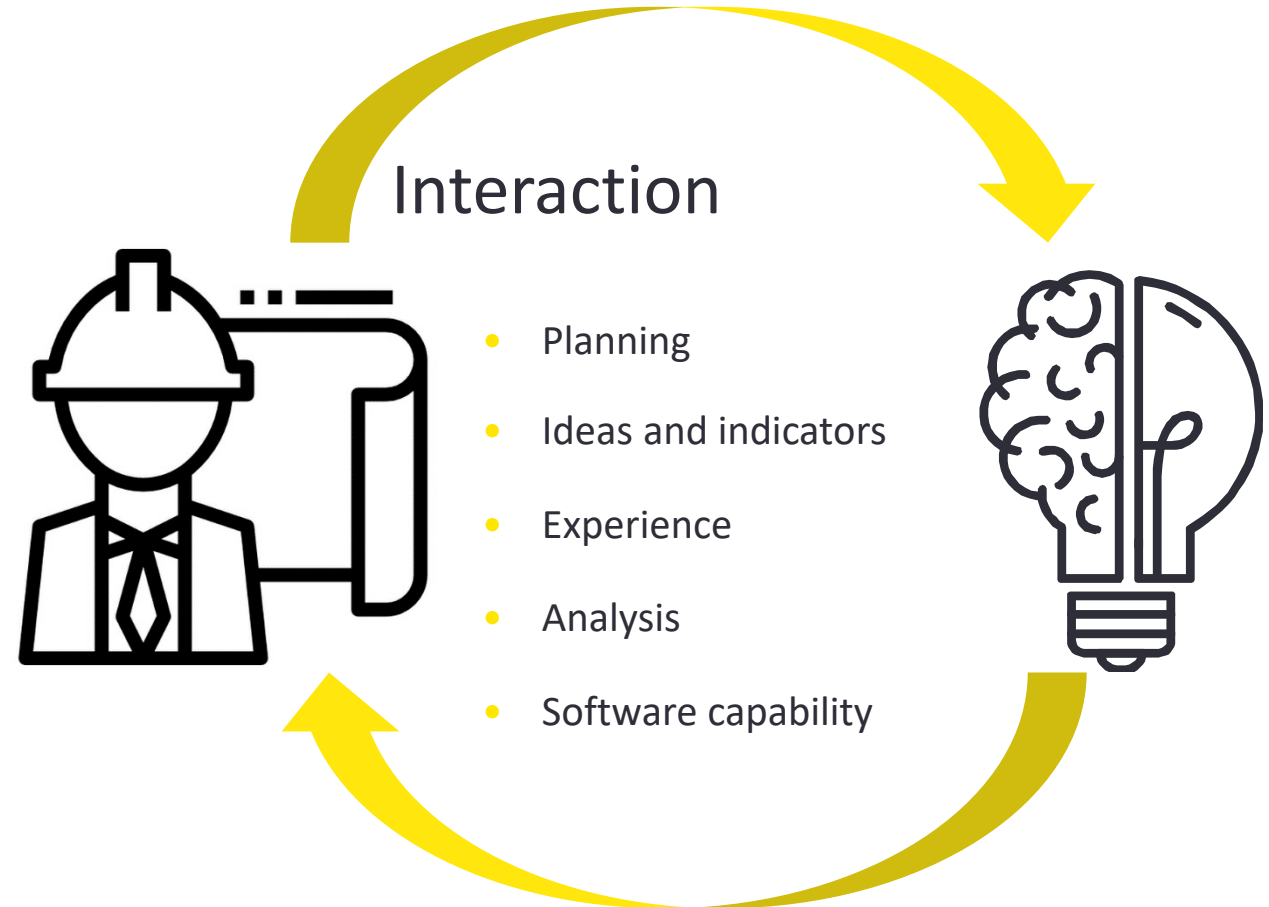 Interaction
Planning
Ideas and indicators
Experience
Analysis
Software capability